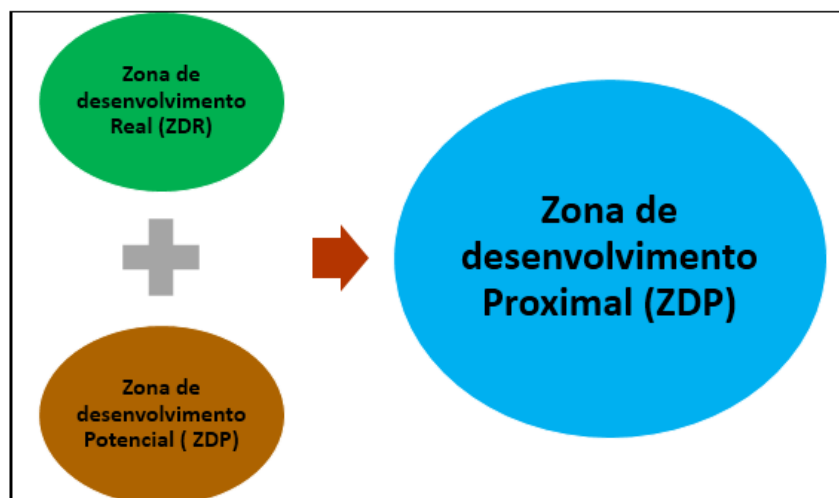 Zona de
desenvolvimento
Real (ZDR)
Zona de
desenvolvimento
Potencial ( ZDP)
Zona de
desenvolvimento
Proximal (ZDP)